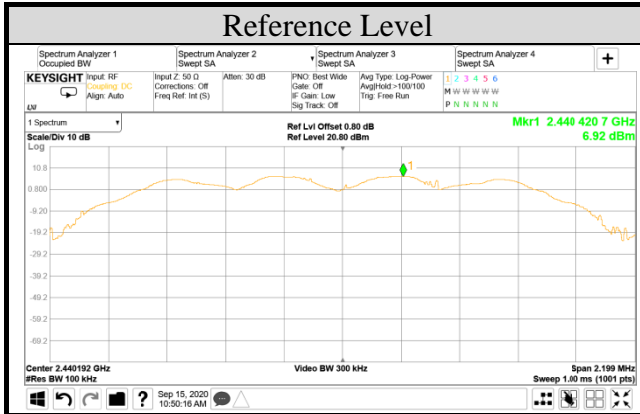 Reference Level
Spectrum Analyzer 1
Occupied BW
Spectrum Analyzer 2
Swept SA
Spectrum Analyzer 3
Swept SA
Spectrum Analyzer 4
Swept SA
KEYSIGHT
Input: RF
Coupling: DC
Align: Auto
Input Z: 50 Ω
Corrections: Off
Freq Ref: Int (S)
Atten: 30 dB
PNO: Best Wide
Gate: Off
IF Gain: Low
Sig Track: Off
Avg Type: Log-Power
Avg|Hold:>100/100
Trig: Free Run
1 2 3 4 5 6
M W W W W W
P N N N N N
LXI
1 Spectrum
Scale/Div 10 dB
Ref Lvl Offset 0.80 dB
Ref Level 20.80 dBm
Mkr1 2.440 420 7 GHz
6.92 dBm
Log
1
10.8
0.800
-9.20
-19.2
-29.2
-39.2
-49.2
-59.2
-69.2
Center 2.440192 GHz
#Res BW 100 kHz
Video BW 300 kHz
Span 2.199 MHz
Sweep 1.00 ms (1001 pts)
?
Sep 15, 2020
10:50:16 AM